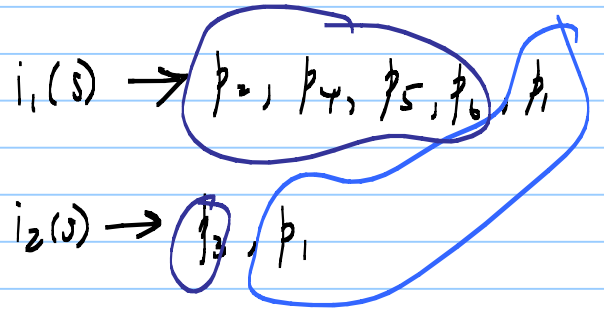 i₁(s) → p₂, p₄, p₅, p₆, p₁
i₂(s) → p₃, p₁